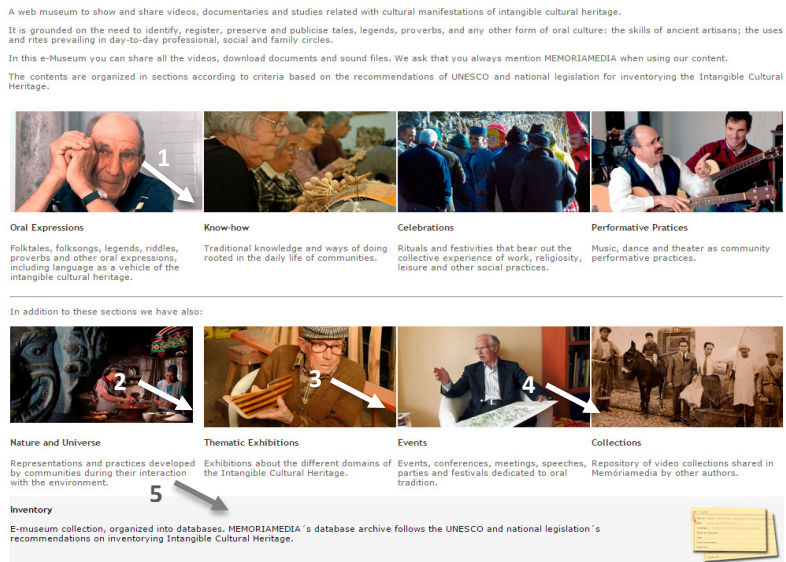 A web museum to show and share videos, documentaries and studies related with cultural manifestations of intangible cultural heritage.
It is grounded on the need to identify, register, preserve and publicise tales, legends, proverbs, and any other form of oral culture: the skills of ancient artisans; the uses
and rites prevailing in day-to-day professional, social and family circles.
In this e-Museum you can share all the videos, download documents and sound files. We ask that you always mention MEMORIAMEDIA when using our content.
The contents are organized in sections according to criteria based on the recommendations of UNESCO and national legislation for inventorying the Intangible Cultural
Heritage.
1
Oral Expressions
Folktales, folksongs, legends, riddles,
proverbs and other oral expressions,
including language as a vehicle of the
intangible cultural heritage.
Know-how
Traditional knowledge and ways of doing
rooted in the daily life of communities.
Celebrations
Rituals and festivities that bear out the
collective experience of work, religiosity,
leisure and other social practices.
Performative Pratices
Music, dance and theater as community
performative practices.
In addition to these sections we have also:
2
3
4
Nature and Universe
Representations and practices developed
by communities during their interaction
with the environment.
Thematic Exhibitions
Exhibitions about the different domains of
the Intangible Cultural Heritage.
Events
Events, conferences, meetings, speeches,
parties and festivals dedicated to oral
tradition.
Collections
Repository of video collections shared in
Memóriamedia by other authors.
5
Inventory
E-museum collection, organized into databases. MEMORIAMEDIA´s database archive follows the UNESCO and national legislation´s
recommendations on inventorying Intangible Cultural Heritage.